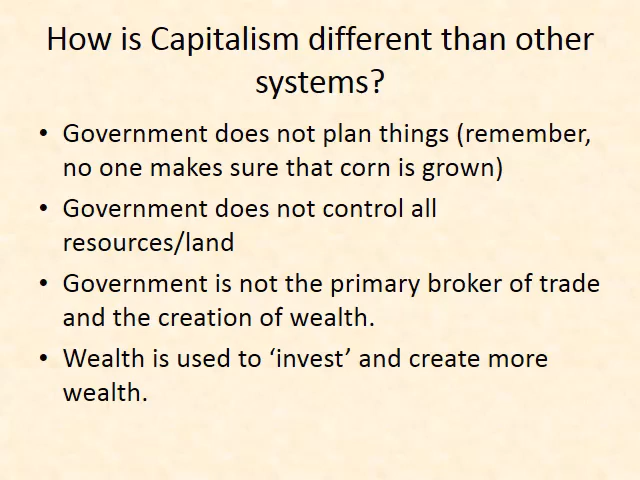 How is Capitalism different than other
systems?
• Government does not plan things (remember,
no one makes sure that corn is grown)
• Government does not control all
resources/land
• Government is not the primary broker of trade
and the creation of wealth.
• Wealth is used to ‘invest’ and create more
wealth.